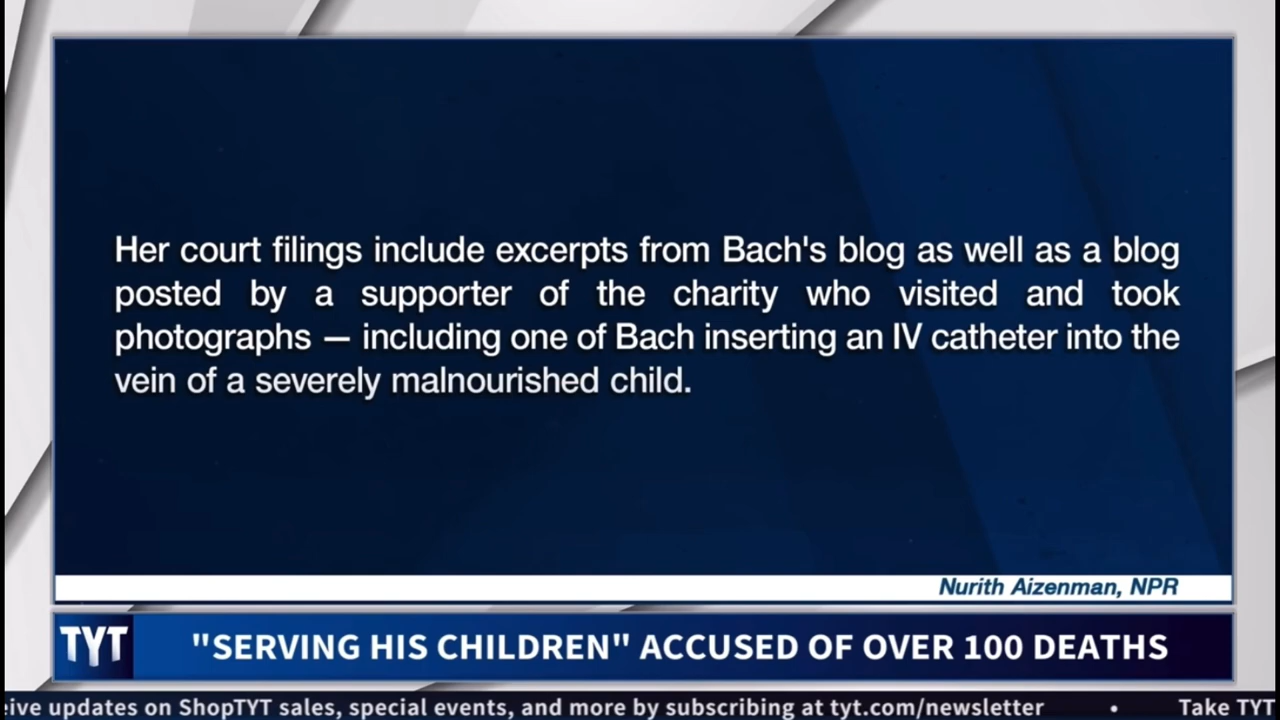 Her court filings include excerpts from Bach's blog as well as a blog
posted by a supporter of the charity who visited and took
photographs — including one of Bach inserting an IV catheter into the
vein of a severely malnourished child.
Nurith Aizenman, NPR
TYT "SERVING HIS CHILDREN" ACCUSED OF OVER 100 DEATHS
eive updates on ShopTYT sales, special events, and more by subscribing at tyt.com/newsletter • Take TYT